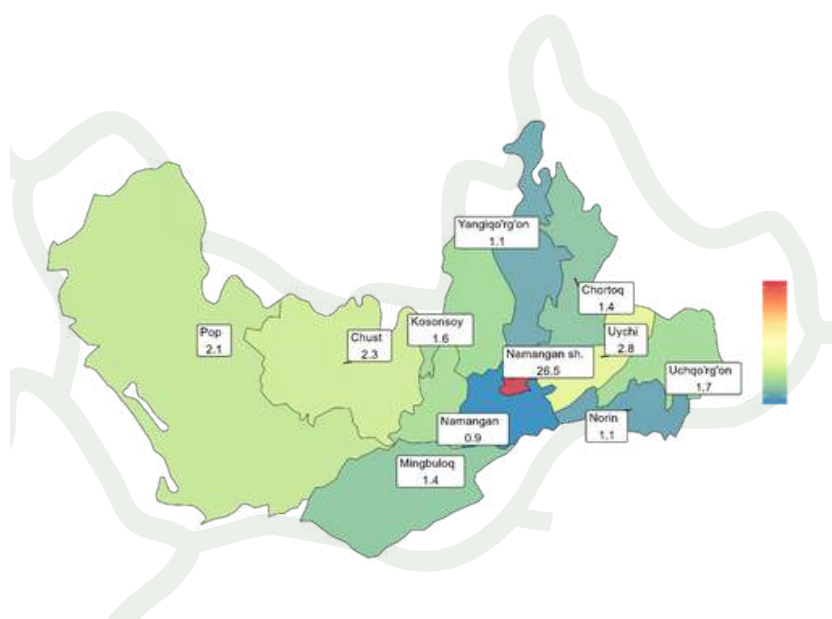 Yangiqo'rg'on
1.1
Chortoq
1.4
Kosonsoy
1.6
Pop
2.1
Chust
2.3
Uychi
2.8
Namangan sh.
26.5
Uchqo'rg'on
1.7
Namangan
0.9
Norin
1.1
Mingbuloq
1.4